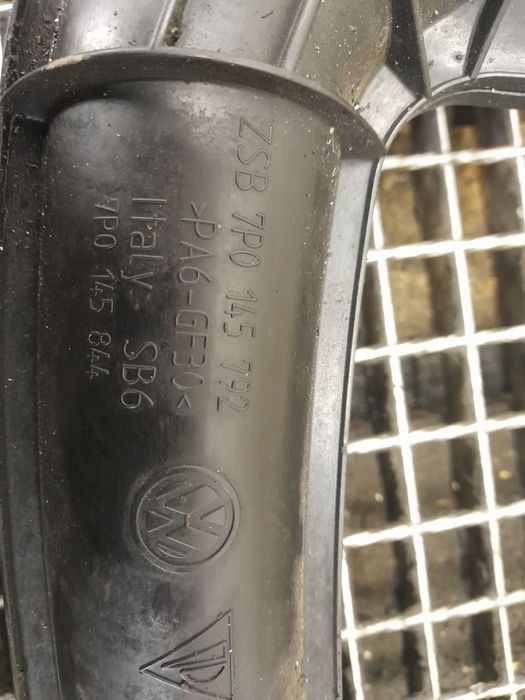 ZSB 7P0 145 792
>PA6-GF30<
Italy SB6
7P0 145 844